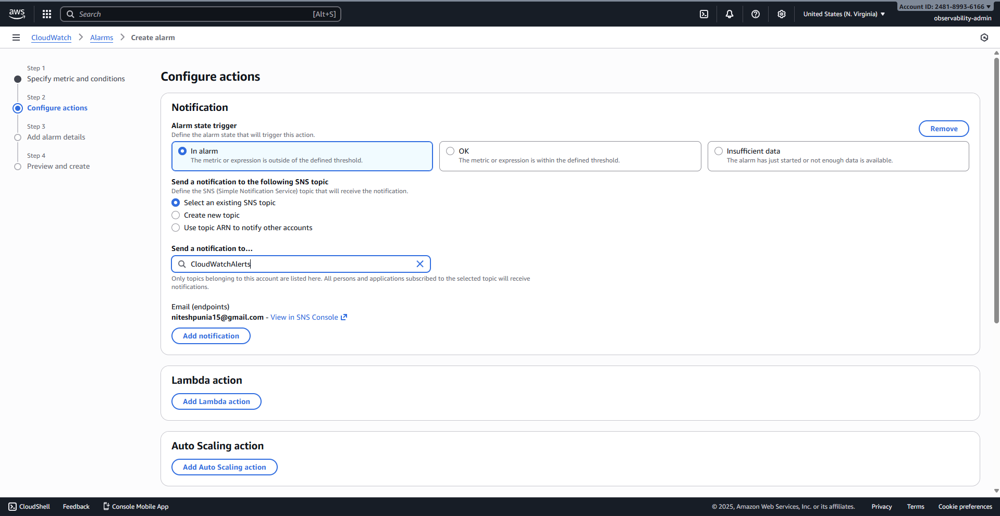 aws
Search [Alt+S]
United States (N. Virginia)
Account ID: 2481-8993-6166
observability-admin
CloudWatch
Alarms
Create alarm
Step 1
Specify metric and conditions
Step 2
Configure actions
Step 3
Add alarm details
Step 4
Preview and create
Configure actions
Notification
Alarm state trigger
Define the alarm state that will trigger this action.
Remove
In alarm
The metric or expression is outside of the defined threshold.
OK
The metric or expression is within the defined threshold.
Insufficient data
The alarm has just started or not enough data is available.
Send a notification to the following SNS topic
Define the SNS (Simple Notification Service) topic that will receive the notification.
Select an existing SNS topic
Create new topic
Use topic ARN to notify other accounts
Send a notification to…
CloudWatchAlerts
Only topics belonging to this account are listed here. All persons and applications subscribed to the selected topic will receive
notifications.
Email (endpoints)
niteshpunia15@gmail.com - View in SNS Console
Add notification
Lambda action
Add Lambda action
Auto Scaling action
Add Auto Scaling action
CloudShell
Feedback
Console Mobile App
© 2025, Amazon Web Services, Inc. or its affiliates.
Privacy
Terms
Cookie preferences